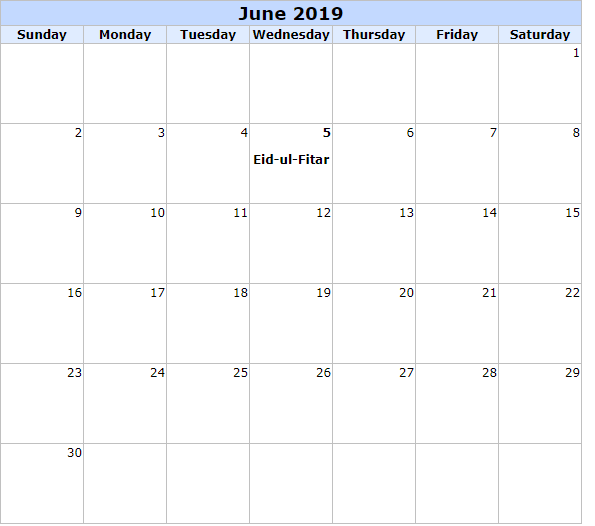 June 2019
Sunday Monday Tuesday Wednesday Thursday Friday Saturday
1
2 3 4 5 6 7 8
Eid-ul-Fitar
9 10 11 12 13 14 15
16 17 18 19 20 21 22
23 24 25 26 27 28 29
30